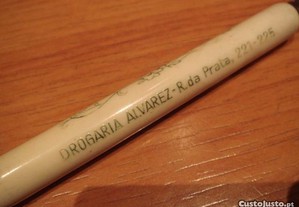 DROGARIA ALVAREZ - R. da Prata, 221-225
CustoJusto.pt